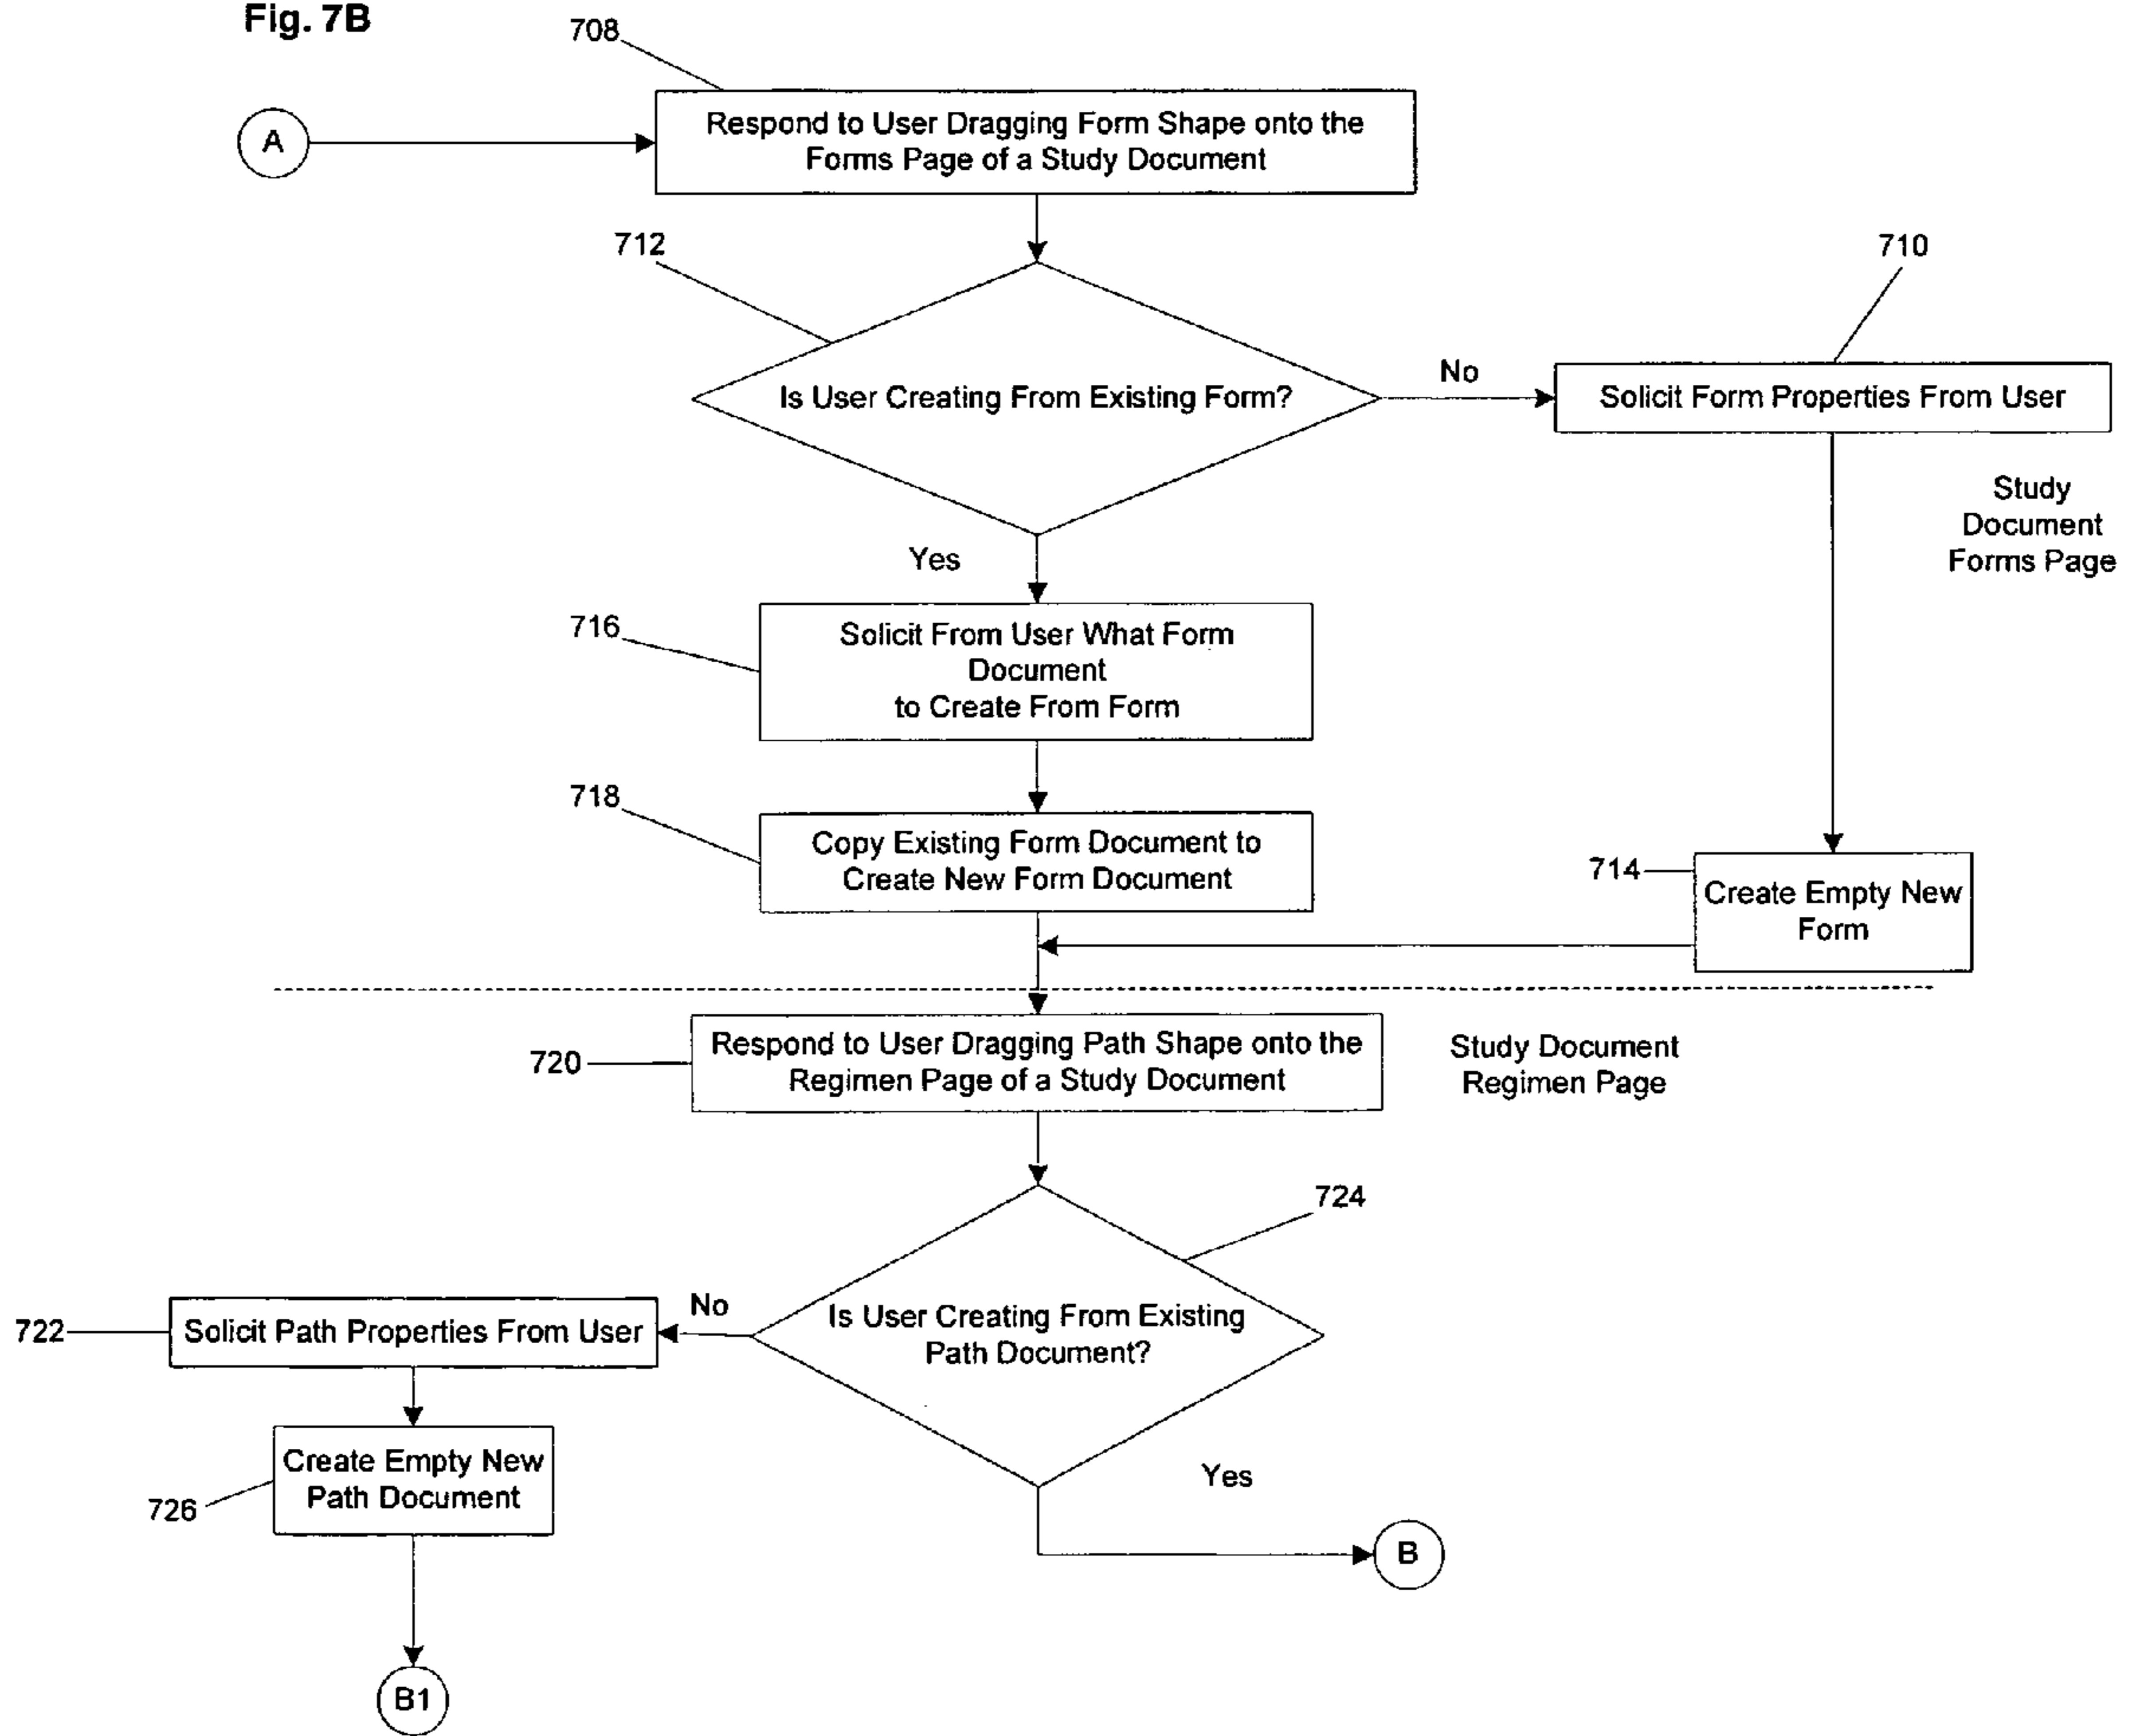 Fig. 7B
708
A
Respond to User Dragging Form Shape onto the
Forms Page of a Study Document
712
710
Is User Creating From Existing Form?
No
Solicit Form Properties From User
Study
Document
Forms Page
Yes
716
Solicit From User What Form
Document
to Create From Form
718
Copy Existing Form Document to
Create New Form Document
714
Create Empty New
Form
720
Respond to User Dragging Path Shape onto the
Regimen Page of a Study Document
Study Document
Regimen Page
724
Is User Creating From Existing
Path Document?
No
722
Solicit Path Properties From User
Create Empty New
Path Document
726
Yes
B
B1